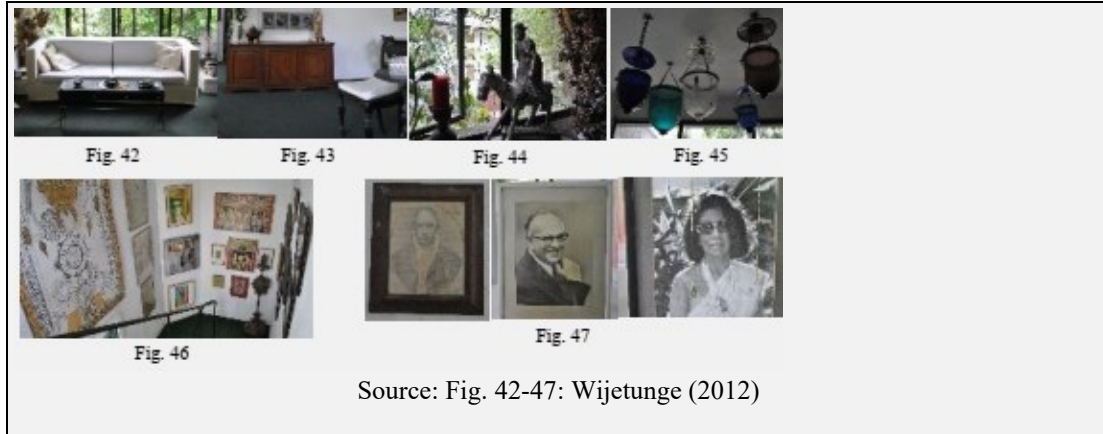 Fig. 42
Fig. 43
Fig. 44
Fig. 45
Fig. 46
Fig. 47
Source: Fig. 42-47: Wijetunge (2012)